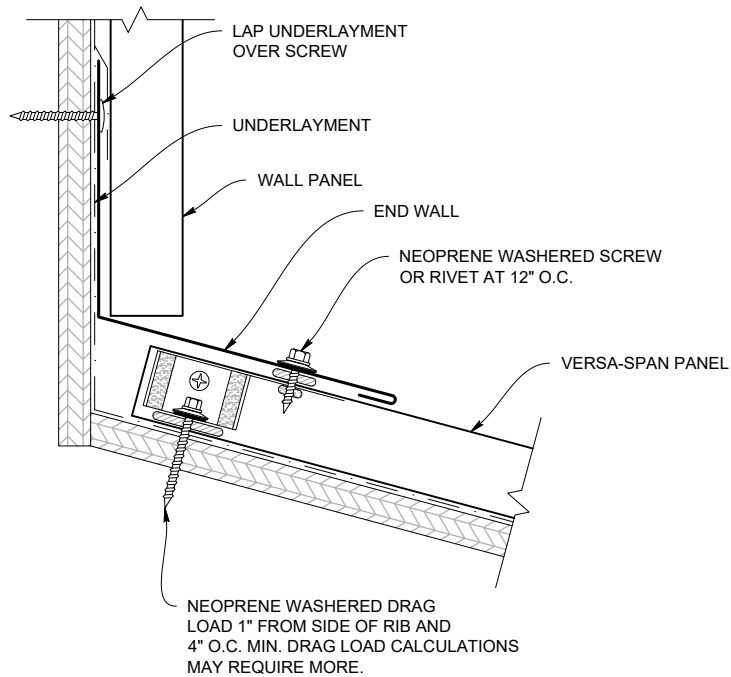 LAP UNDERLAYMENT
OVER SCREW
UNDERLAYMENT
WALL PANEL
END WALL
NEOPRENE WASHERED SCREW
OR RIVET AT 12" O.C.
VERSA-SPAN PANEL
NEOPRENE WASHERED DRAG
LOAD 1" FROM SIDE OF RIB AND
4" O.C. MIN. DRAG LOAD CALCULATIONS
MAY REQUIRE MORE.